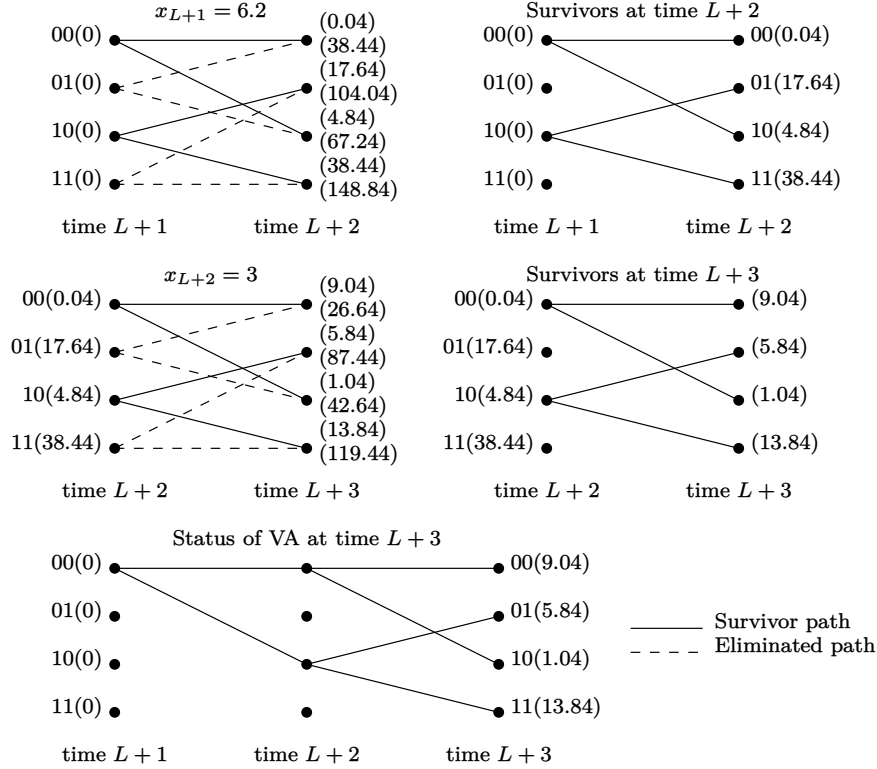 x_{L+1} = 6.2
00(0)
01(0)
10(0)
11(0)
(0.04)
(38.44)
(17.64)
(104.04)
(4.84)
(67.24)
(38.44)
(148.84)
time L + 1
time L + 2
Survivors at time L + 2
00(0)
01(0)
10(0)
11(0)
00(0.04)
01(17.64)
10(4.84)
11(38.44)
time L + 1
time L + 2
x_{L+2} = 3
00(0.04)
01(17.64)
10(4.84)
11(38.44)
(9.04)
(26.64)
(5.84)
(87.44)
(1.04)
(42.64)
(13.84)
(119.44)
time L + 2
time L + 3
Survivors at time L + 3
00(0.04)
01(17.64)
10(4.84)
11(38.44)
(9.04)
(5.84)
(1.04)
(13.84)
time L + 2
time L + 3
Status of VA at time L + 3
00(0)
01(0)
10(0)
11(0)
00(9.04)
01(5.84)
10(1.04)
11(13.84)
time L + 1
time L + 2
time L + 3
Survivor path
Eliminated path